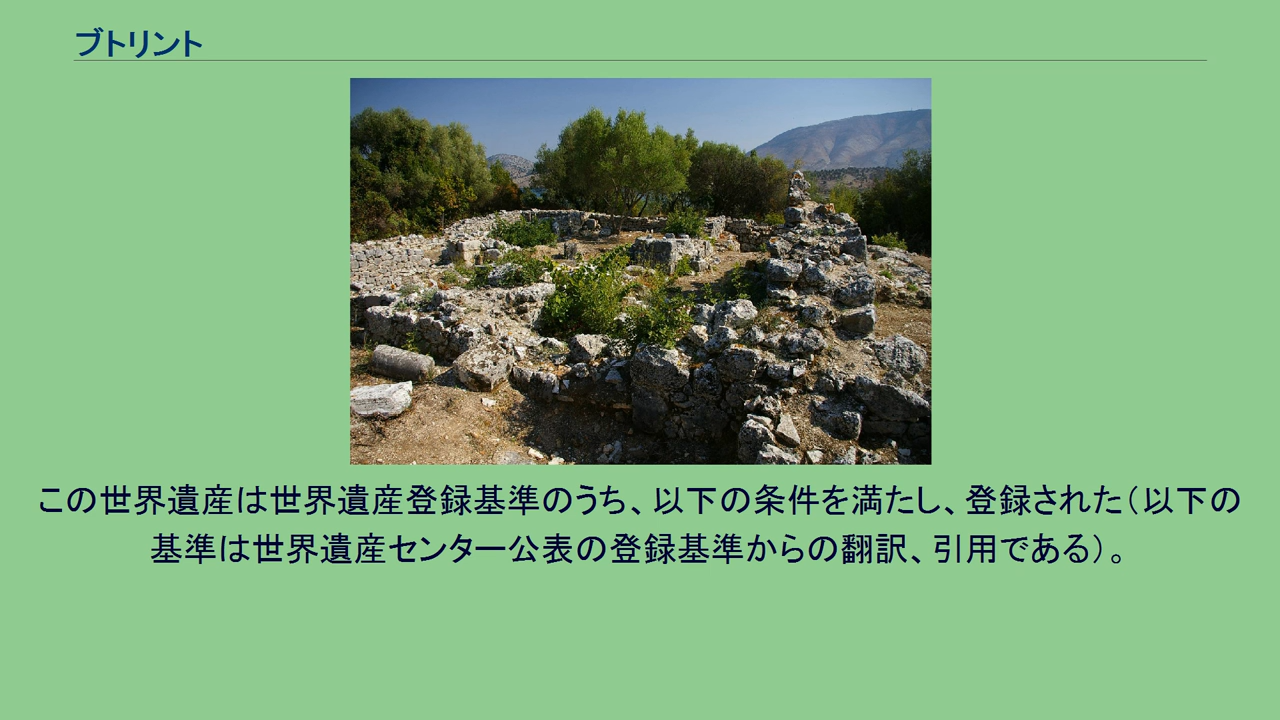 ブトリント
この世界遺産は世界遺産登録基準のうち、以下の条件を満たし、登録された（以下の
基準は世界遺産センター公表の登録基準からの翻訳、引用である）。